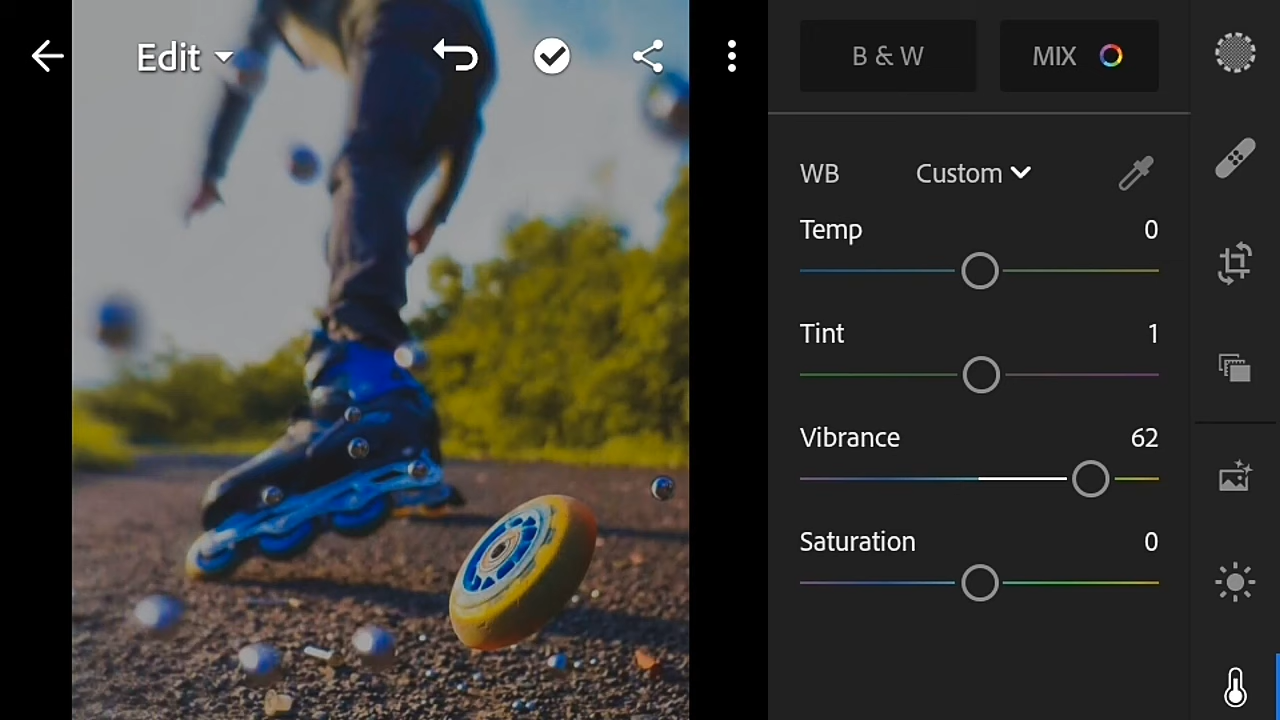 Edit
B & W
MIX
WB
Custom
Temp
0
Tint
1
Vibrance
62
Saturation
0